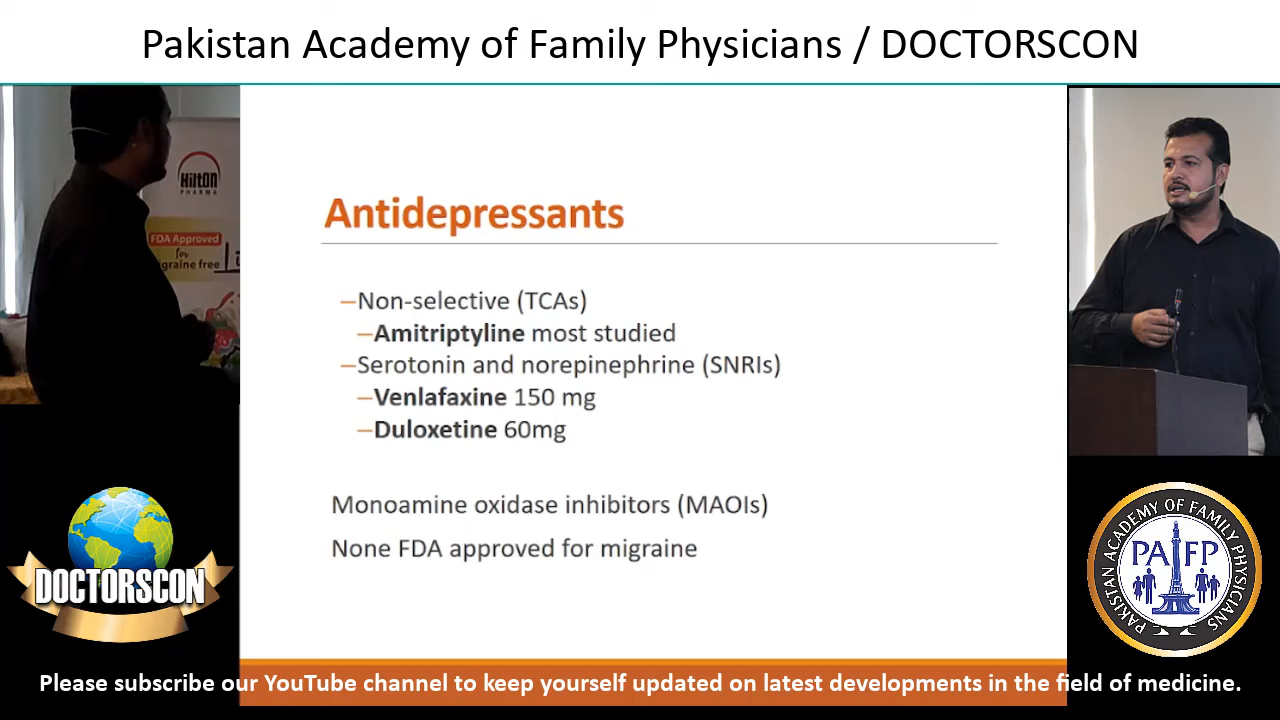 Pakistan Academy of Family Physicians / DOCTORSCON
HiltOn
PHARMA
FDA Approved
for
graine free
Antidepressants
–Non-selective (TCAs)
–Amitriptyline most studied
–Serotonin and norepinephrine (SNRIs)
–Venlafaxine 150 mg
–Duloxetine 60mg
Monoamine oxidase inhibitors (MAOIs)
None FDA approved for migraine
DOCTORSCON
PAKISTAN ACADEMY OF FAMILY PHYSICIANS
PAFP
Please subscribe our YouTube channel to keep yourself updated on latest developments in the field of medicine.